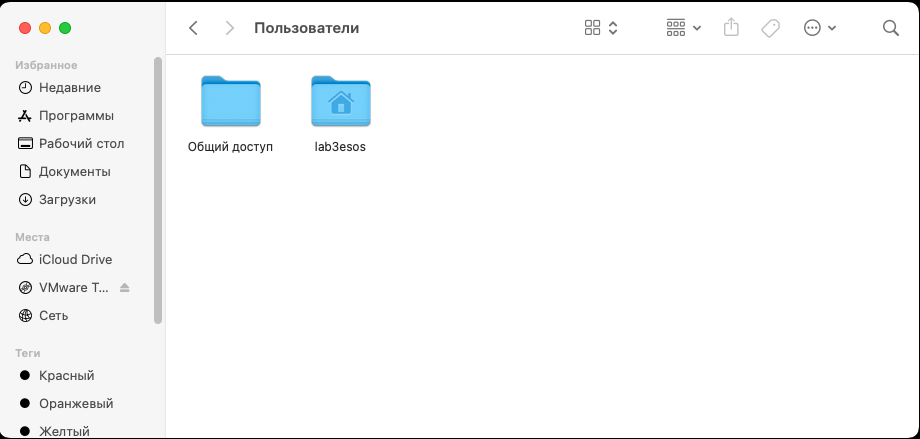 Пользователи
Избранное
Недавние
Программы
Рабочий стол
Документы
Загрузки
Места
iCloud Drive
VMware T...
Сеть
Теги
Красный
Оранжевый
Желтый
Общий доступ
lab3esos